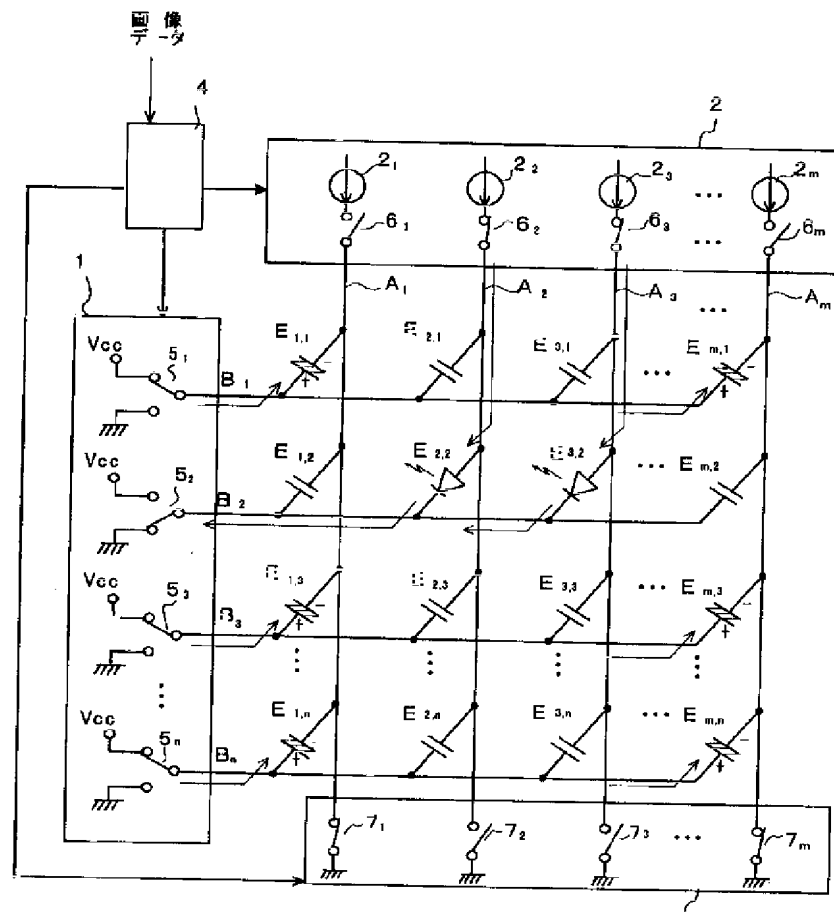 画像
データ
4
2
2₁ 2₂ 2₃ ... 2m
6₁ 6₂ 6₃ ... 6m
A₁ A₂ A₃ ... Am
1
Vcc 5₁ B₁ E₁,₁ E₂,₁ E₃,₁ ... Em,₁
+ - + -
Vcc 5₂ B₂ E₁,₂ E₂,₂ E₃,₂ ... Em,₂
Vcc 5₃ B₃ E₁,₃ E₂,₃ E₃,₃ ... Em,₃
+ - + -
Vcc 5n Bn E₁,n E₂,n E₃,n ... Em,n
+ - + -
7₁ 7₂ 7₃ ... 7m